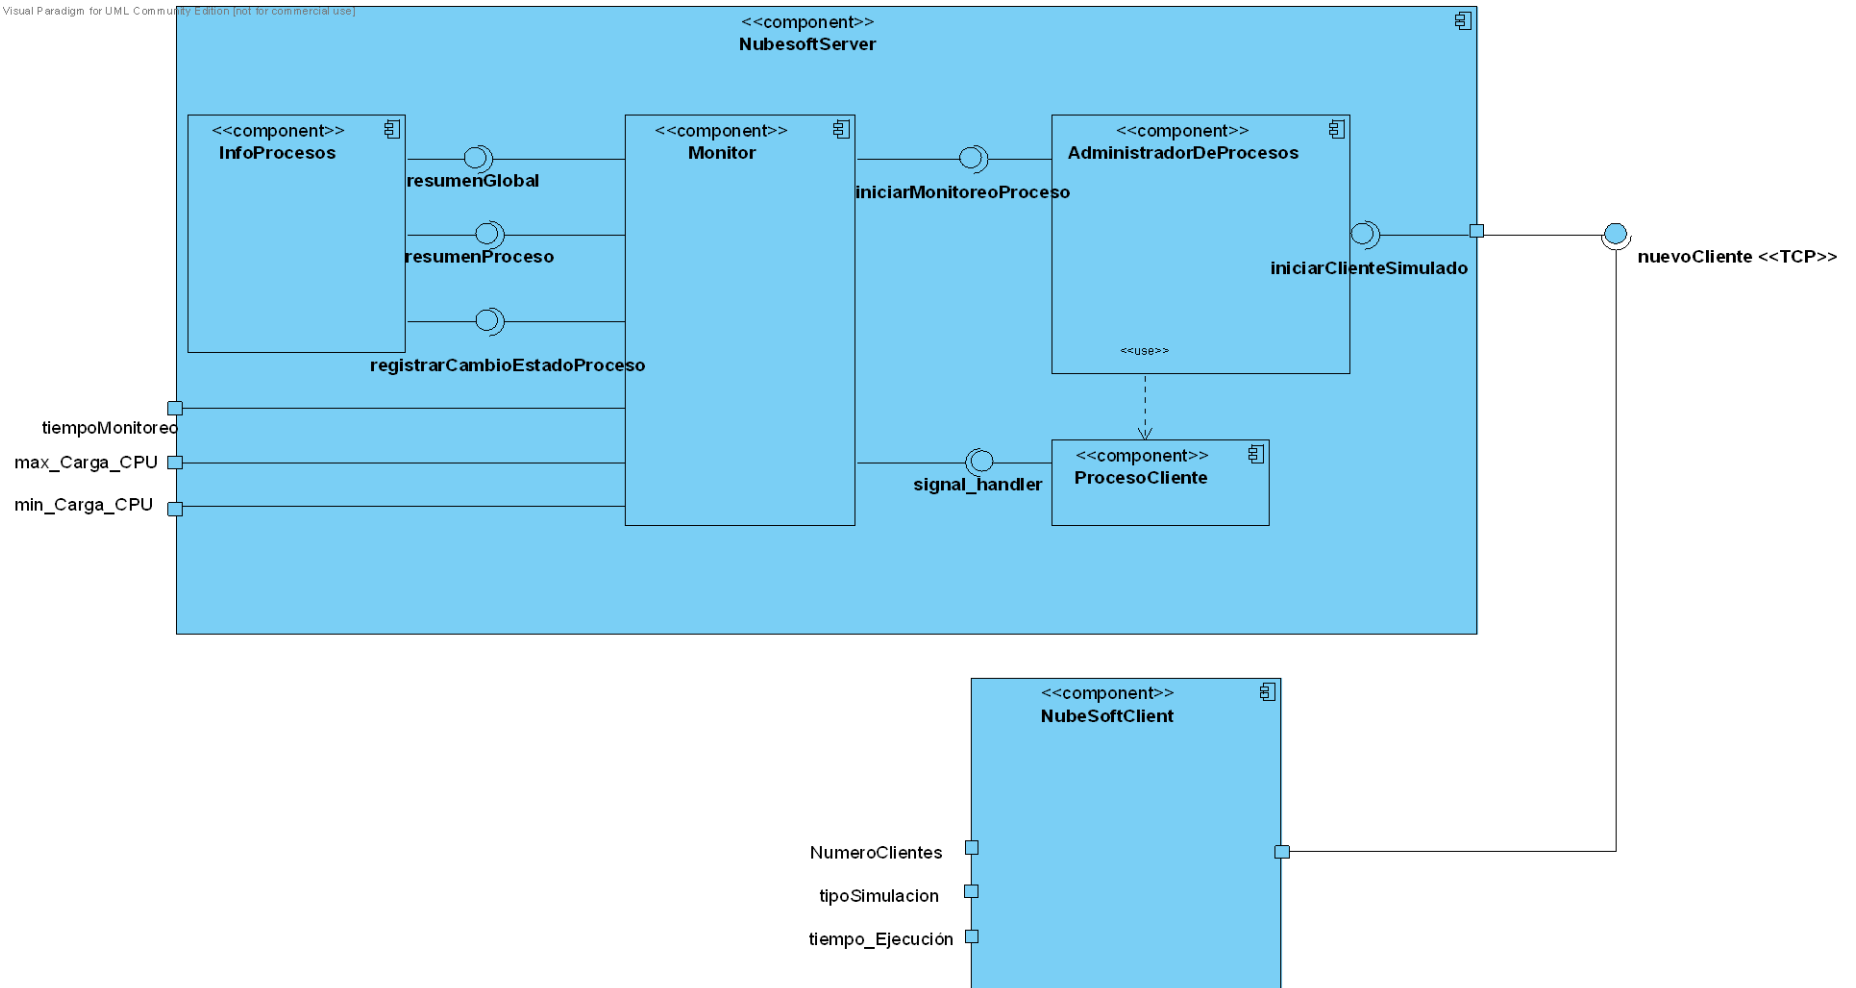 Visual Paradigm for UML Community Edition [not for commercial use]
<<component>>
NubesoftServer
<<component>>
InfoProcesos
<<component>>
Monitor
<<component>>
AdministradorDeProcesos
resumenGlobal
iniciarMonitoreoProceso
resumenProceso
iniciarClienteSimulado
nuevoCliente <<TCP>>
registrarCambioEstadoProceso
<<use>>
tiempoMonitoreo
max_Carga_CPU
min_Carga_CPU
signal_handler
<<component>>
ProcesoCliente
<<component>>
NubeSoftClient
NumeroClientes
tipoSimulacion
tiempo_Ejecución